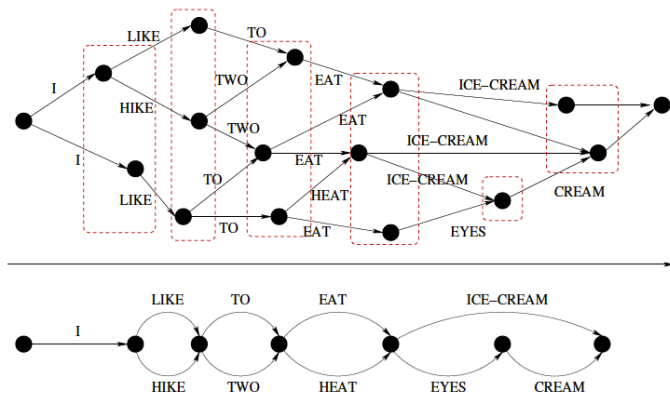 LIKE TO
I TWO EAT ICE−CREAM
HIKE TWO EAT ICE−CREAM
I EAT ICE−CREAM
LIKE TO HEAT CREAM
TO EAT EYES
LIKE TO EAT ICE−CREAM
I
HIKE TWO HEAT EYES CREAM